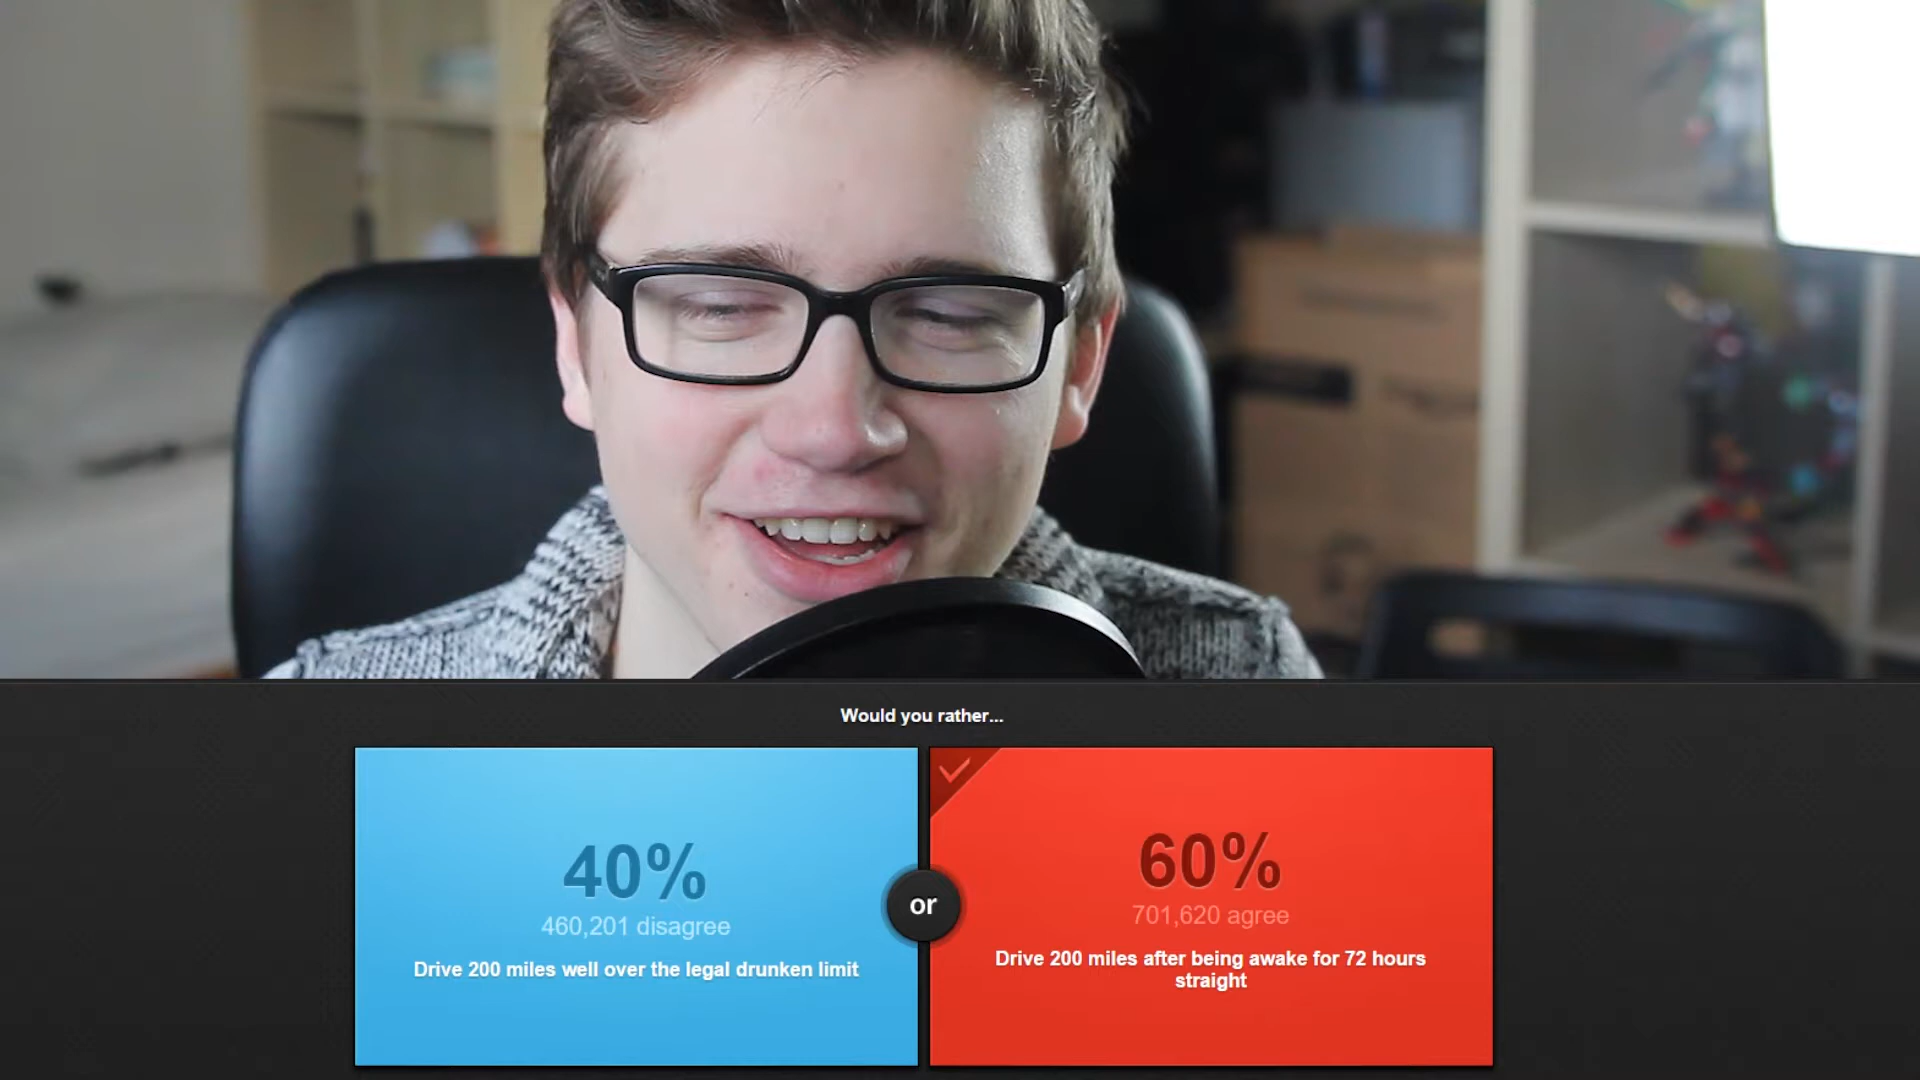 Would you rather...
40%
460,201 disagree
Drive 200 miles well over the legal drunken limit
or
60%
701,620 agree
Drive 200 miles after being awake for 72 hours
straight